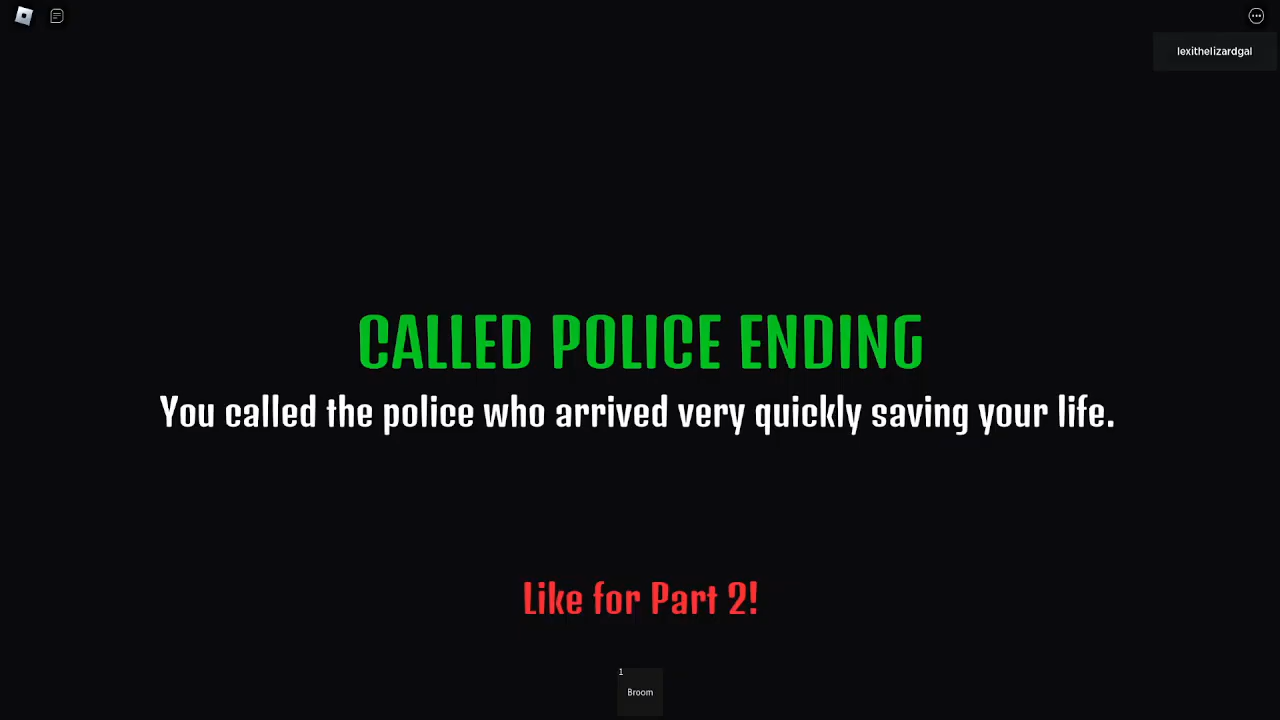 lexithelizardgal
CALLED POLICE ENDING
You called the police who arrived very quickly saving your life.
Like for Part 2!
1
Broom